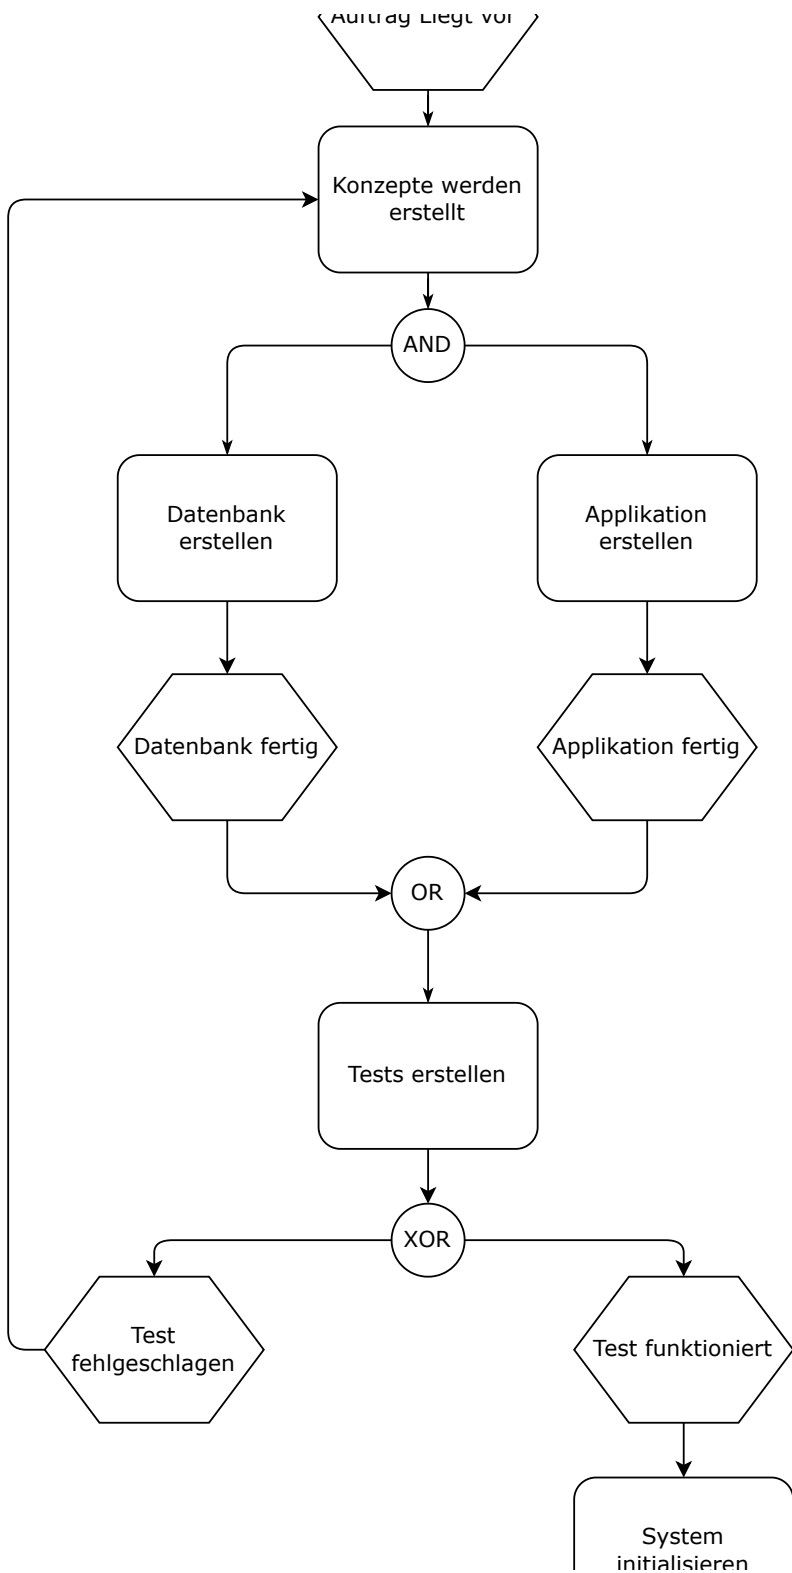 Auftrag Liegt vor
Konzepte werden
erstellt
AND
Datenbank
erstellen
Applikation
erstellen
Datenbank fertig
Applikation fertig
OR
Tests erstellen
XOR
Test
fehlgeschlagen
Test funktioniert
System
initialisieren